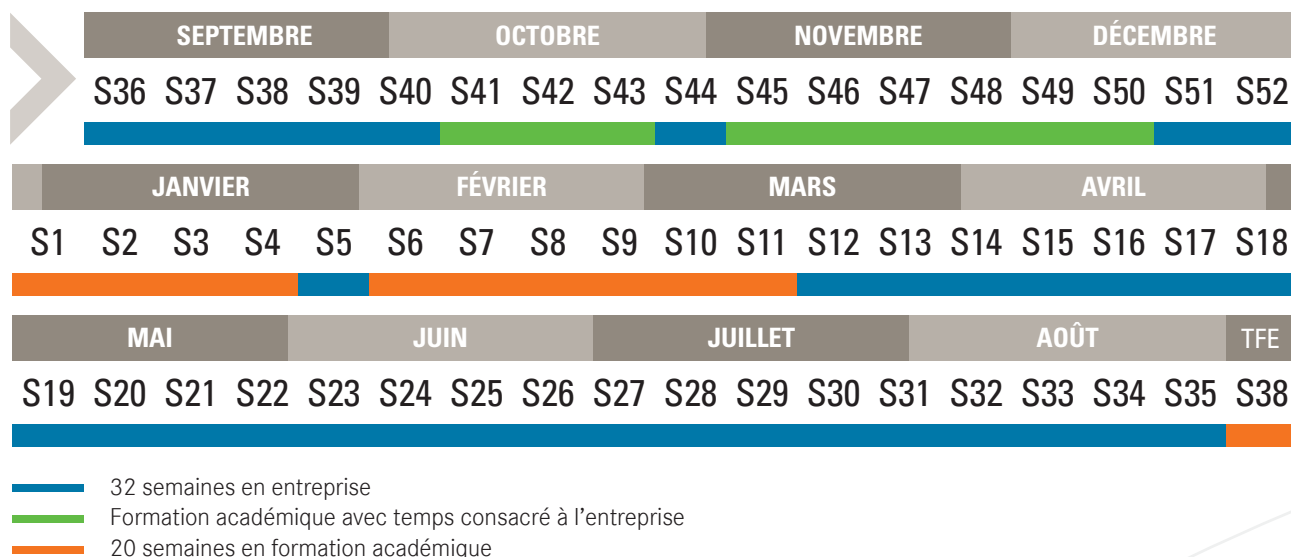 SEPTEMBRE OCTOBRE NOVEMBRE DÉCEMBRE
S36 S37 S38 S39 S40 S41 S42 S43 S44 S45 S46 S47 S48 S49 S50 S51 S52
JANVIER FÉVRIER MARS AVRIL
S1 S2 S3 S4 S5 S6 S7 S8 S9 S10 S11 S12 S13 S14 S15 S16 S17 S18
MAI JUIN JUILLET AOÛT TFE
S19 S20 S21 S22 S23 S24 S25 S26 S27 S28 S29 S30 S31 S32 S33 S34 S35 S38
32 semaines en entreprise
Formation académique avec temps consacré à l'entreprise
20 semaines en formation académique